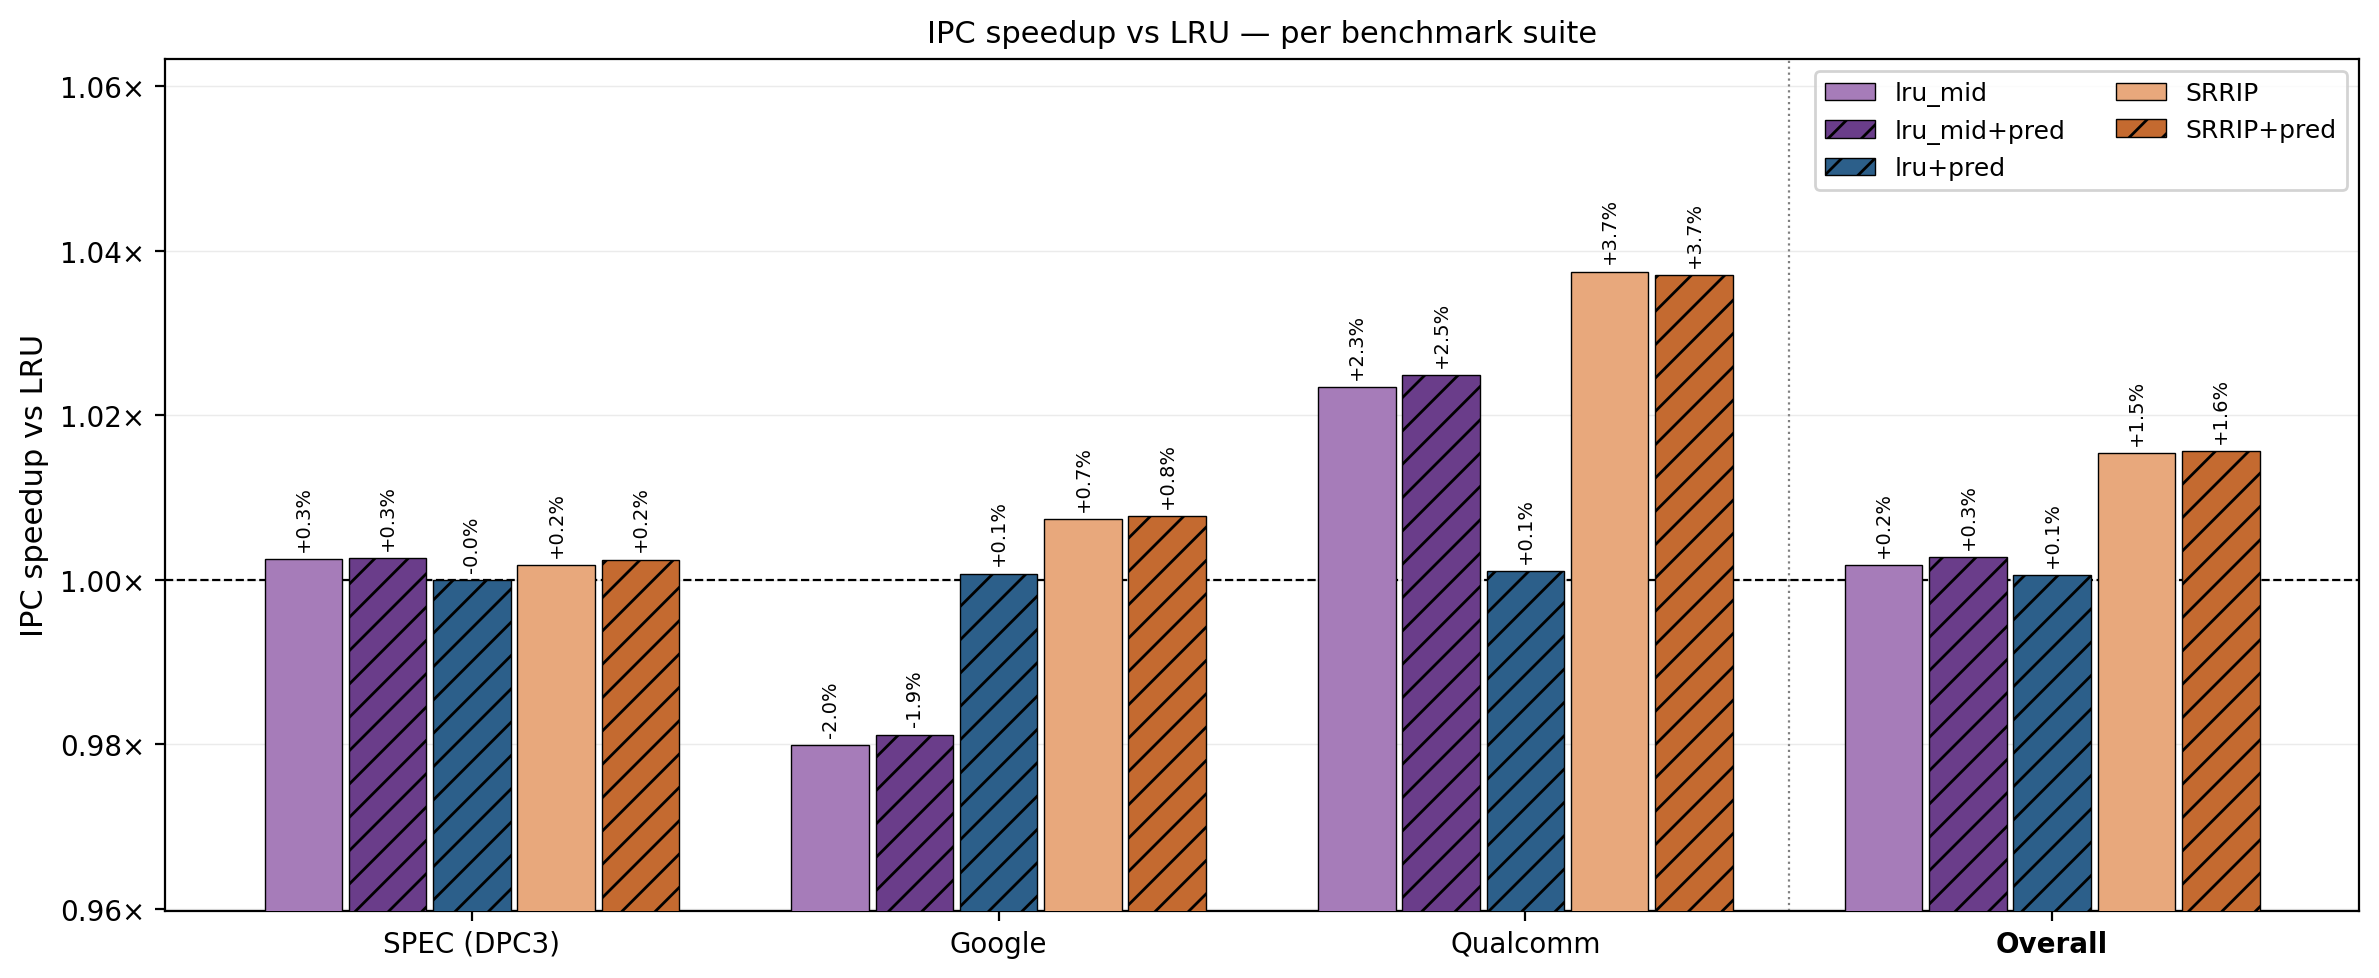 IPC speedup vs LRU — per benchmark suite
IPC speedup vs LRU
1.06×
1.04×
1.02×
1.00×
0.98×
0.96×
lru_mid
lru_mid+pred
lru+pred
SRRIP
SRRIP+pred
+0.3%
+0.3%
-0.0%
+0.2%
+0.2%
-2.0%
-1.9%
+0.1%
+0.7%
+0.8%
+2.3%
+2.5%
+0.1%
+3.7%
+3.7%
+0.2%
+0.3%
+0.1%
+1.5%
+1.6%
SPEC (DPC3)
Google
Qualcomm
Overall